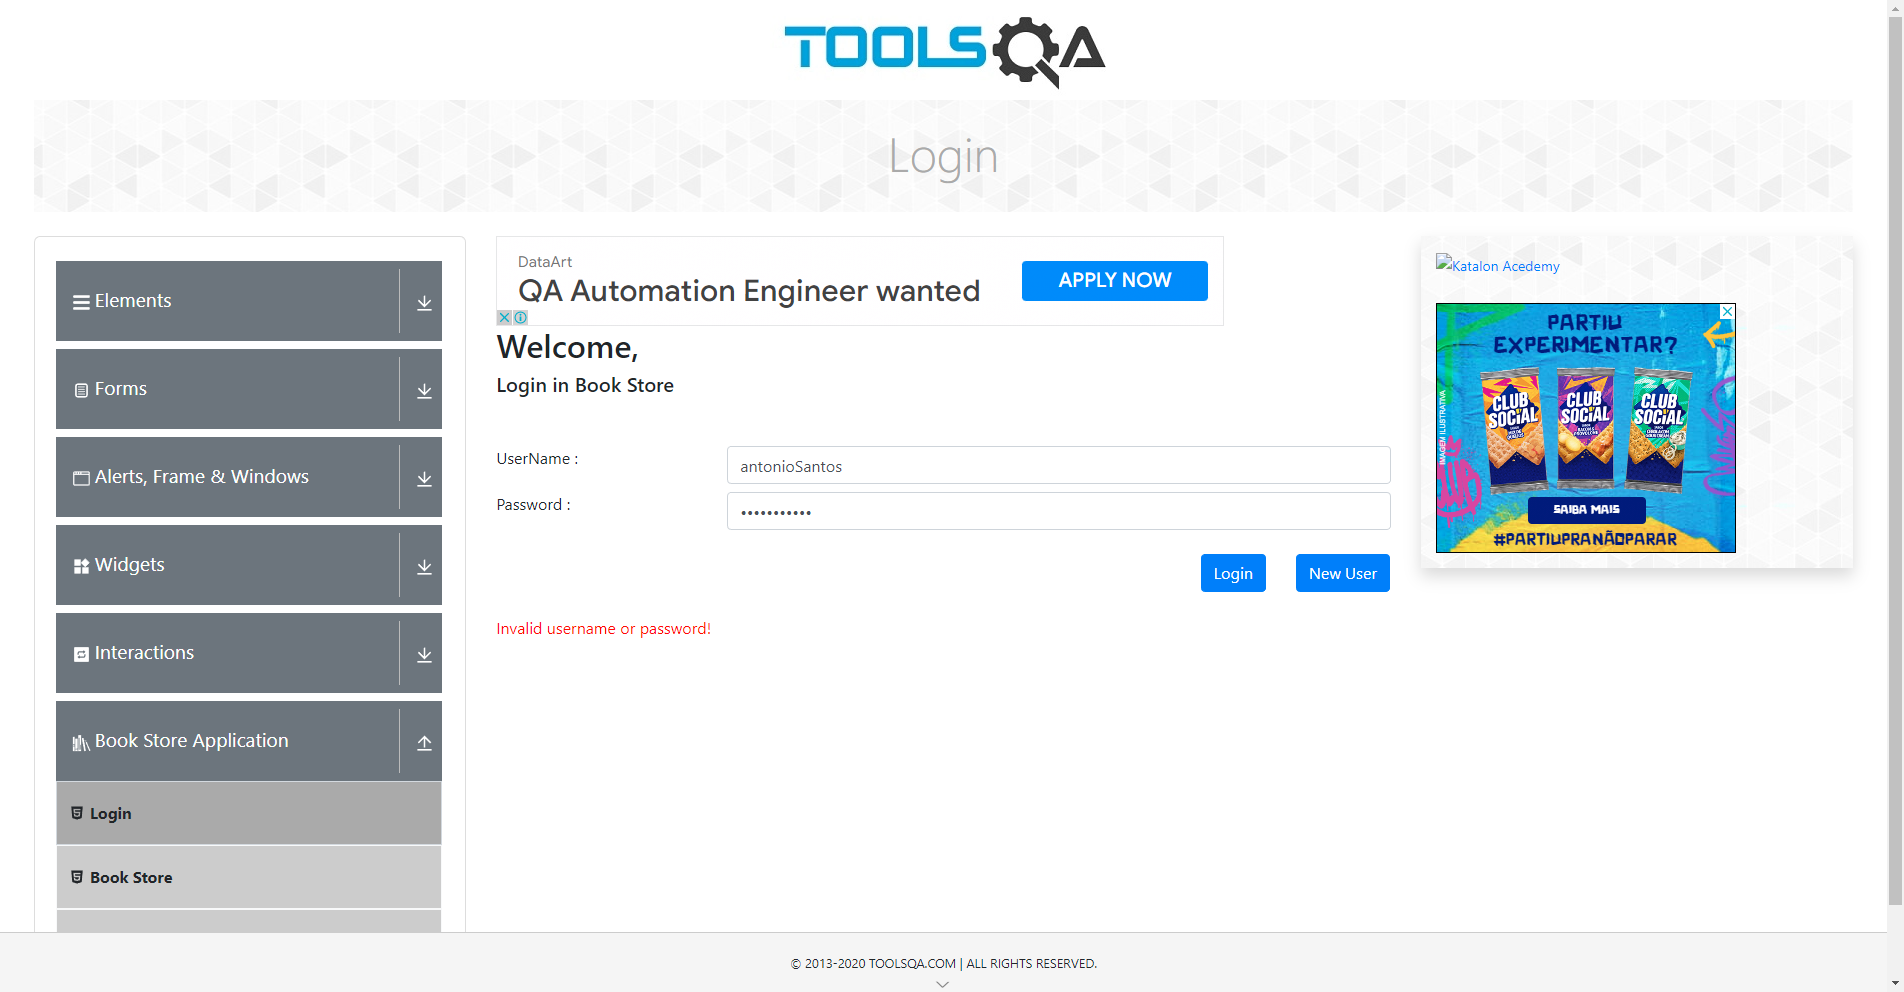 TOOLSQA
Login
Elements
Forms
Alerts, Frame & Windows
Widgets
Interactions
Book Store Application
Login
Book Store
DataArt
QA Automation Engineer wanted
APPLY NOW
Welcome,
Login in Book Store
UserName :
antonioSantos
Password :
•••••••••••
Login
New User
Invalid username or password!
Katalon Acedemy
PARTIU
EXPERIMENTAR?
CLUB
SOCIAL
CLUB
SOCIAL
CLUB
SOCIAL
IMAGEM ILUSTRATIVA
SAIBA MAIS
#PARTIUPRANÃOPARAR
© 2013-2020 TOOLSQA.COM | ALL RIGHTS RESERVED.